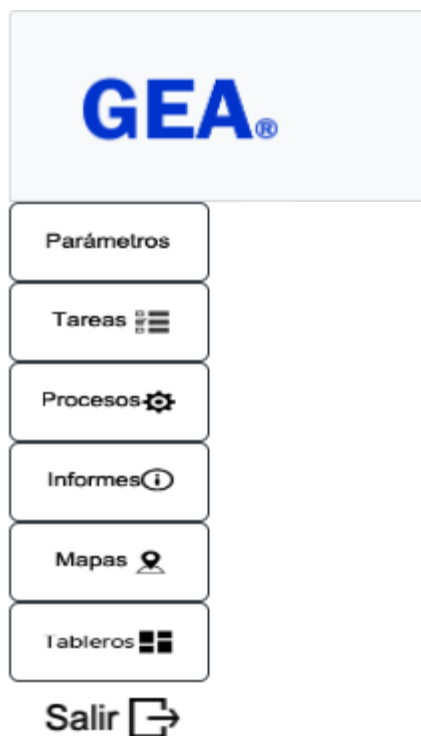 GEA®
Parámetros
Tareas
Procesos
Informes
Mapas
Tableros
Salir